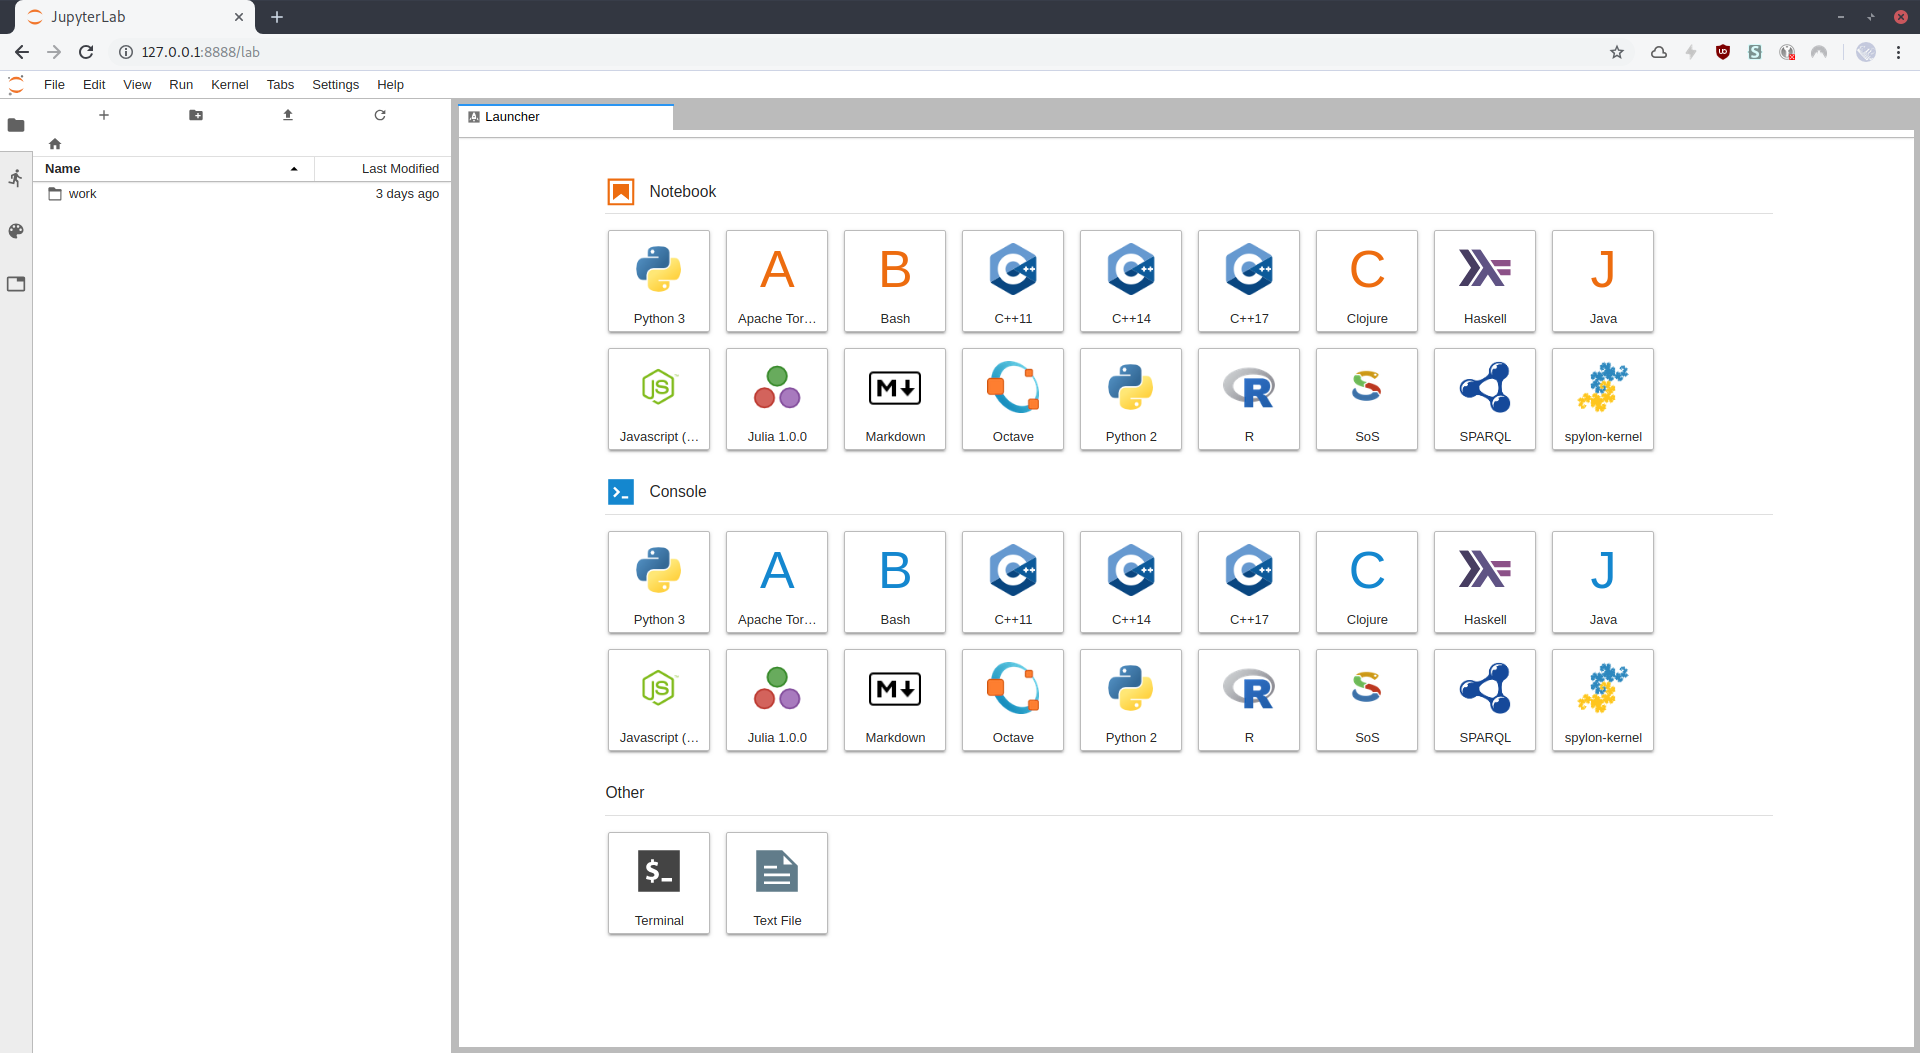 JupyterLab
127.0.0.1:8888/lab
File Edit View Run Kernel Tabs Settings Help
Launcher
Name Last Modified
work 3 days ago
Notebook
Python 3 Apache Tor... Bash C++11 C++14 C++17 Clojure Haskell Java
Javascript (... Julia 1.0.0 Markdown Octave Python 2 R SoS SPARQL spylon-kernel
Console
Python 3 Apache Tor... Bash C++11 C++14 C++17 Clojure Haskell Java
Javascript (... Julia 1.0.0 Markdown Octave Python 2 R SoS SPARQL spylon-kernel
Other
Terminal Text File